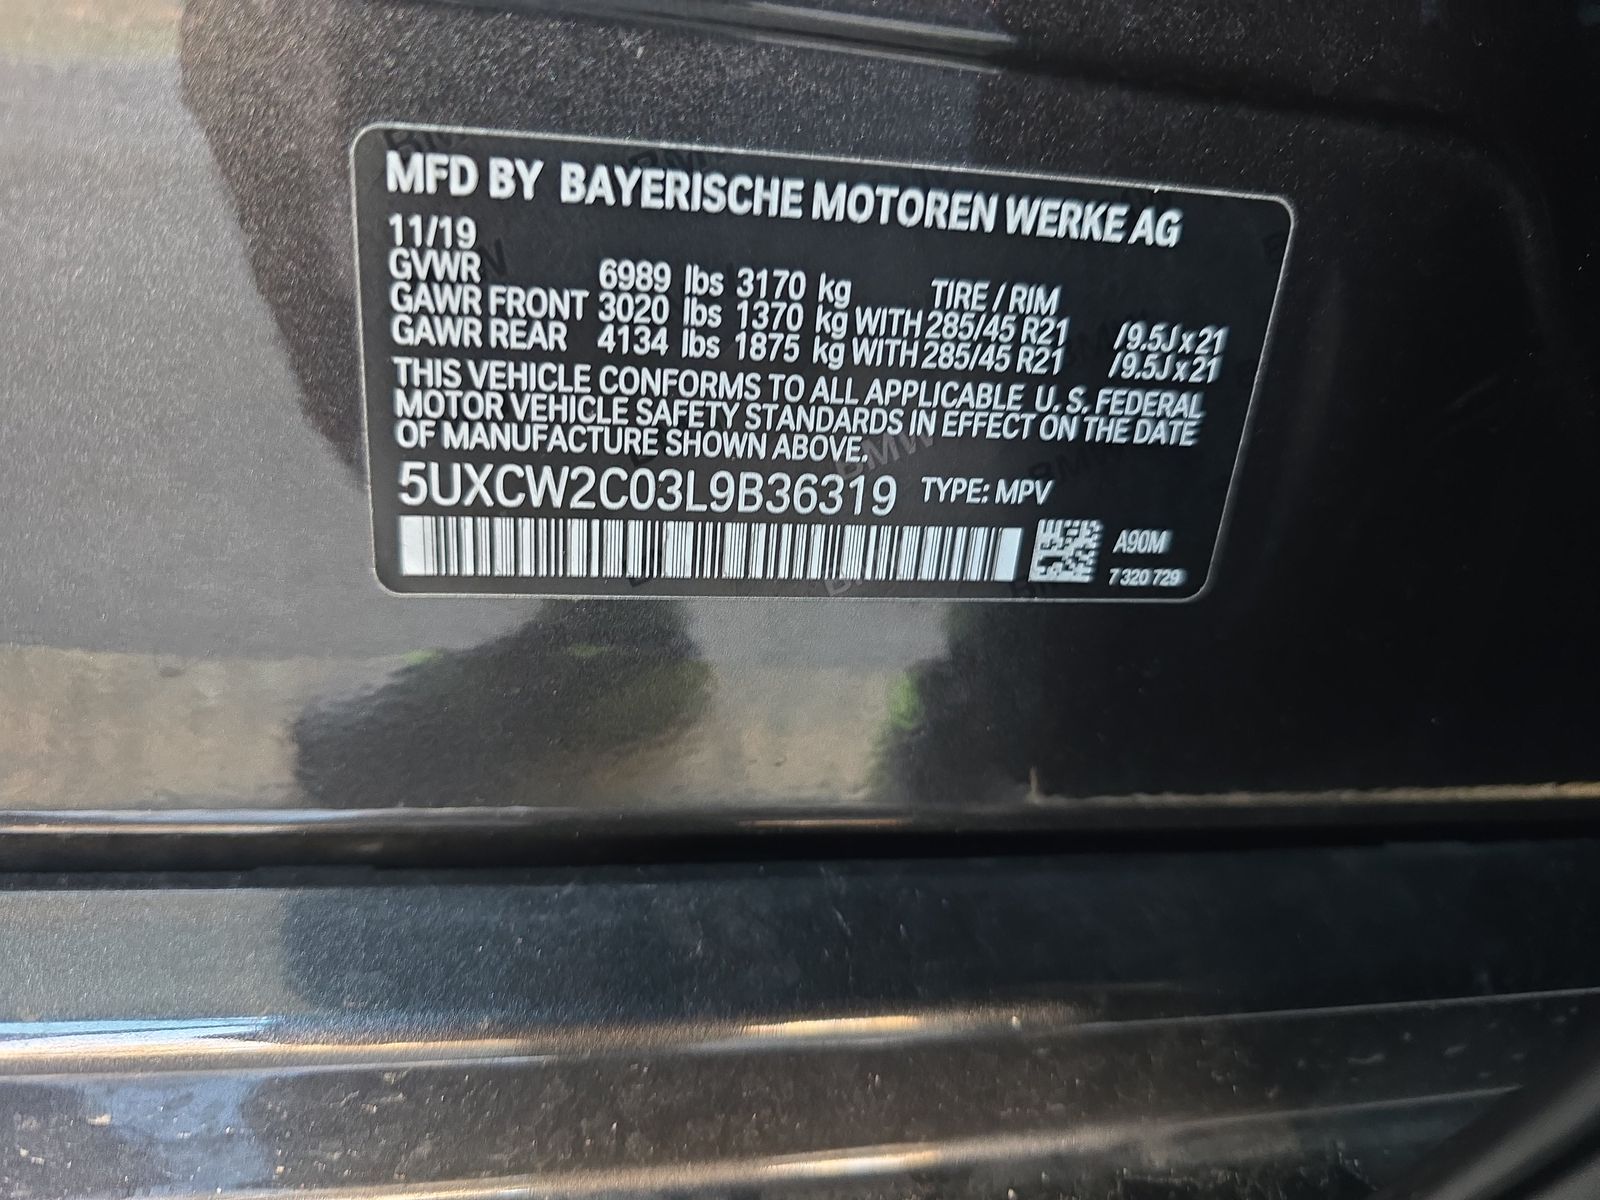 MFD BY BAYERISCHE MOTOREN WERKE AG
11/19
GVWR 6989 lbs 3170 kg TIRE / RIM
GAWR FRONT 3020 lbs 1370 kg WITH 285/45 R21 /9.5J x 21
GAWR REAR 4134 lbs 1875 kg WITH 285/45 R21 /9.5J x 21
THIS VEHICLE CONFORMS TO ALL APPLICABLE U. S. FEDERAL
MOTOR VEHICLE SAFETY STANDARDS IN EFFECT ON THE DATE
OF MANUFACTURE SHOWN ABOVE.
5UXCW2C03L9B36319 TYPE: MPV
A90M
7 320 729